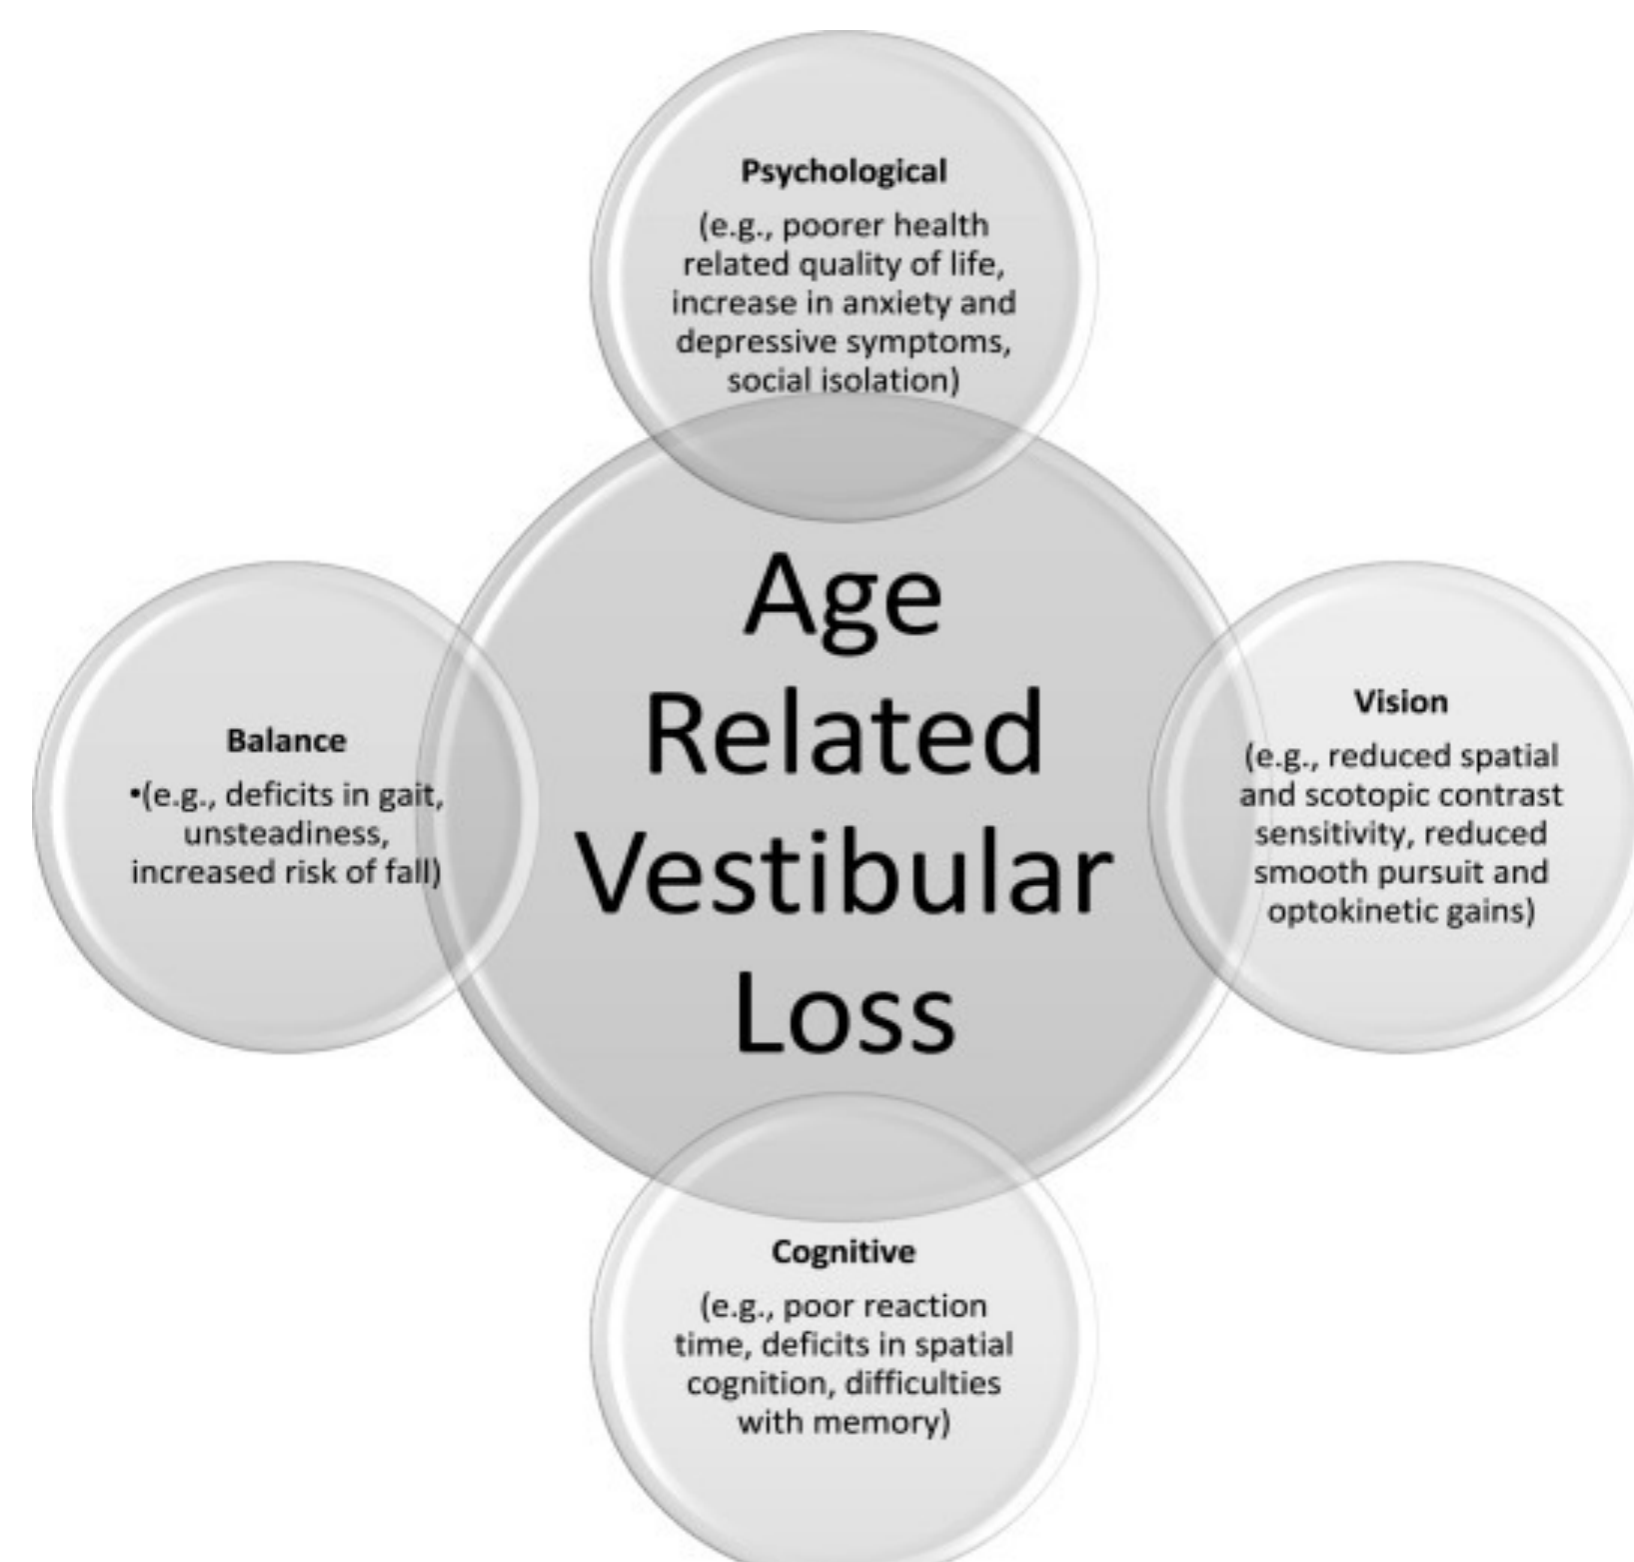 Psychological
(e.g., poorer health
related quality of life,
increase in anxiety and
depressive symptoms,
social isolation)
Age
Related
Vestibular
Loss
Balance
•(e.g., deficits in gait,
unsteadiness,
increased risk of fall)
Vision
(e.g., reduced spatial
and scotopic contrast
sensitivity, reduced
smooth pursuit and
optokinetic gains)
Cognitive
(e.g., poor reaction
time, deficits in spatial
cognition, difficulties
with memory)